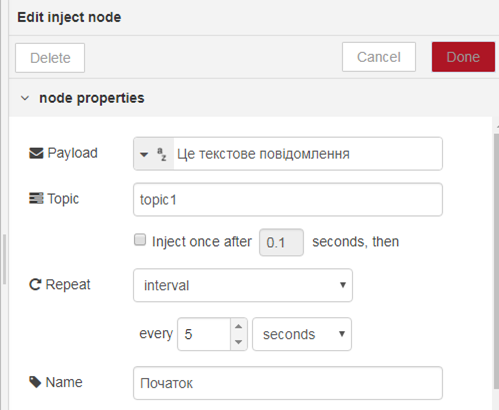 Edit inject node
Delete Cancel Done
node properties
Payload az Це текстове повідомлення
Topic topic1
Inject once after 0.1 seconds, then
Repeat interval
every 5 seconds
Name Початок